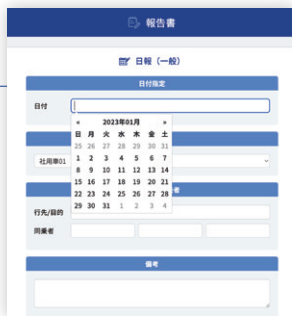 報告書
日報（一般）
日付指定
日付
« 2023年01月 »
日 月 火 水 木 金 土
25 26 27 28 29 30 31
1 2 3 4 5 6 7
8 9 10 11 12 13 14
15 16 17 18 19 20 21
22 23 24 25 26 27 28
29 30 31 1 2 3 4
社用車01
者
行先/目的
同乗者
備考